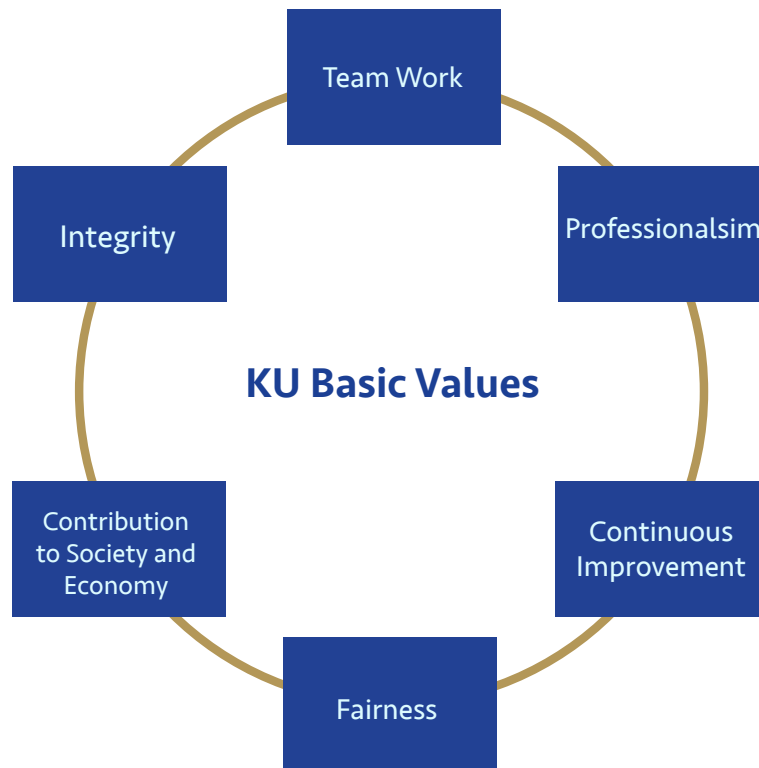 Team Work
Integrity
Professionalsim
KU Basic Values
Contribution
to Society and
Economy
Continuous
Improvement
Fairness